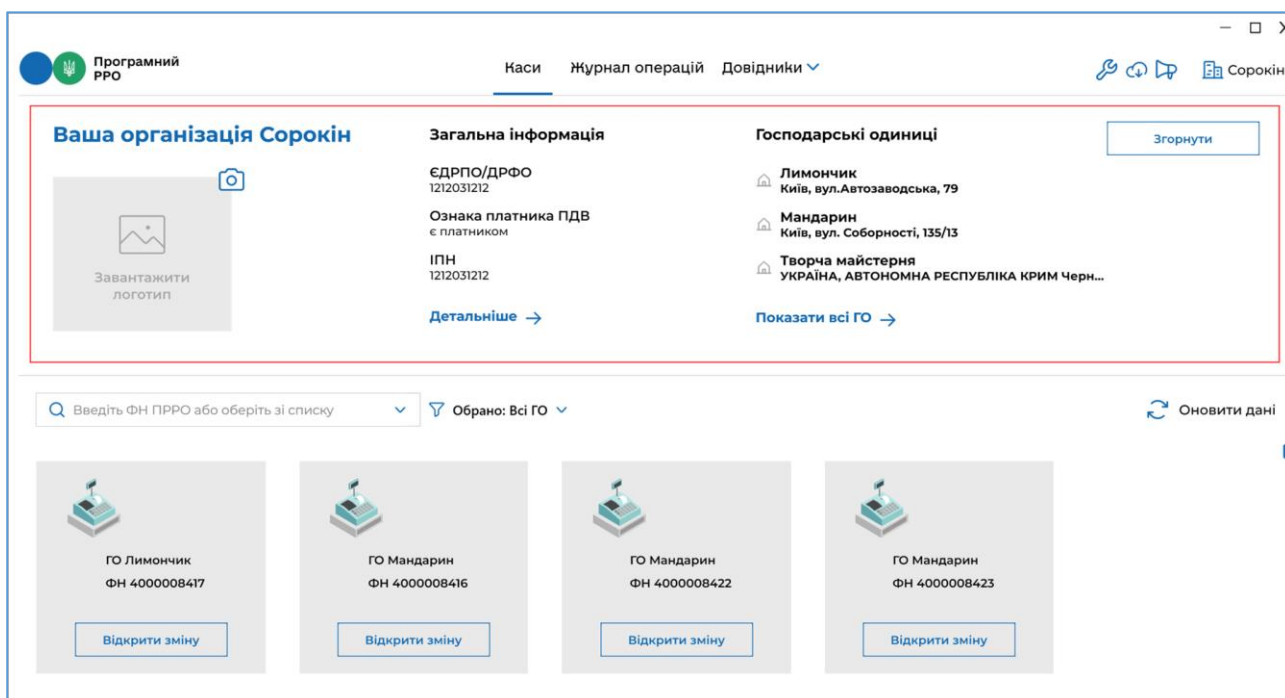 Програмний
РРО
Каси
Журнал операцій
Довідники
Сорокін
Ваша організація Сорокін
Завантажити
логотип
Загальна інформація
ЄДРПО/ДРФО
1212031212
Ознака платника ПДВ
є платником
ІПН
1212031212
Детальніше →
Господарські одиниці
Лимончик
Київ, вул.Автозаводська, 79
Мандарин
Київ, вул. Соборності, 135/13
Творча майстерня
УКРАЇНА, АВТОНОМНА РЕСПУБЛІКА КРИМ Черн...
Показати всі ГО →
Згорнути
Введіть ФН ПРРО або оберіть зі списку
Обрано: Всі ГО
Оновити дані
ГО Лимончик
ФН 4000008417
Відкрити зміну
ГО Мандарин
ФН 4000008416
Відкрити зміну
ГО Мандарин
ФН 4000008422
Відкрити зміну
ГО Мандарин
ФН 4000008423
Відкрити зміну